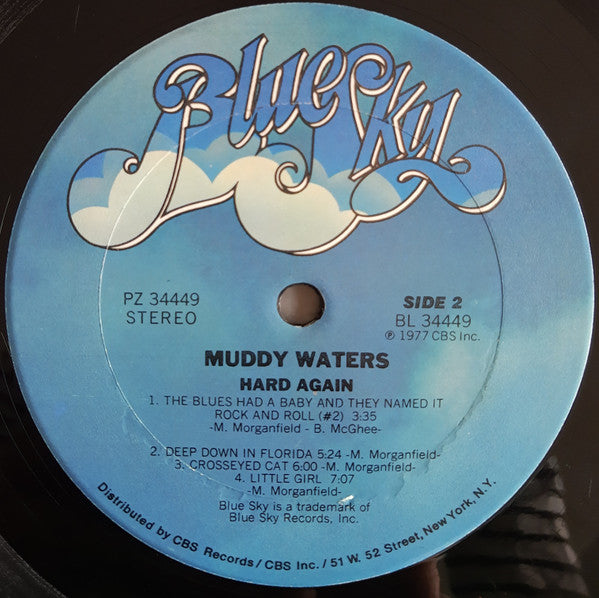 Blue Sky
PZ 34449
STEREO
SIDE 2
BL 34449
℗ 1977 CBS Inc.
MUDDY WATERS
HARD AGAIN
1. THE BLUES HAD A BABY AND THEY NAMED IT
ROCK AND ROLL (#2) 3:35
-M. Morganfield - B. McGhee-
2. DEEP DOWN IN FLORIDA 5:24 -M. Morganfield-
3. CROSSEYED CAT 6:00 -M. Morganfield-
4. LITTLE GIRL 7:07
-M. Morganfield-
Blue Sky is a trademark of
Blue Sky Records, Inc.
Distributed by CBS Records/CBS Inc./51 W. 52 Street, New York, N.Y.